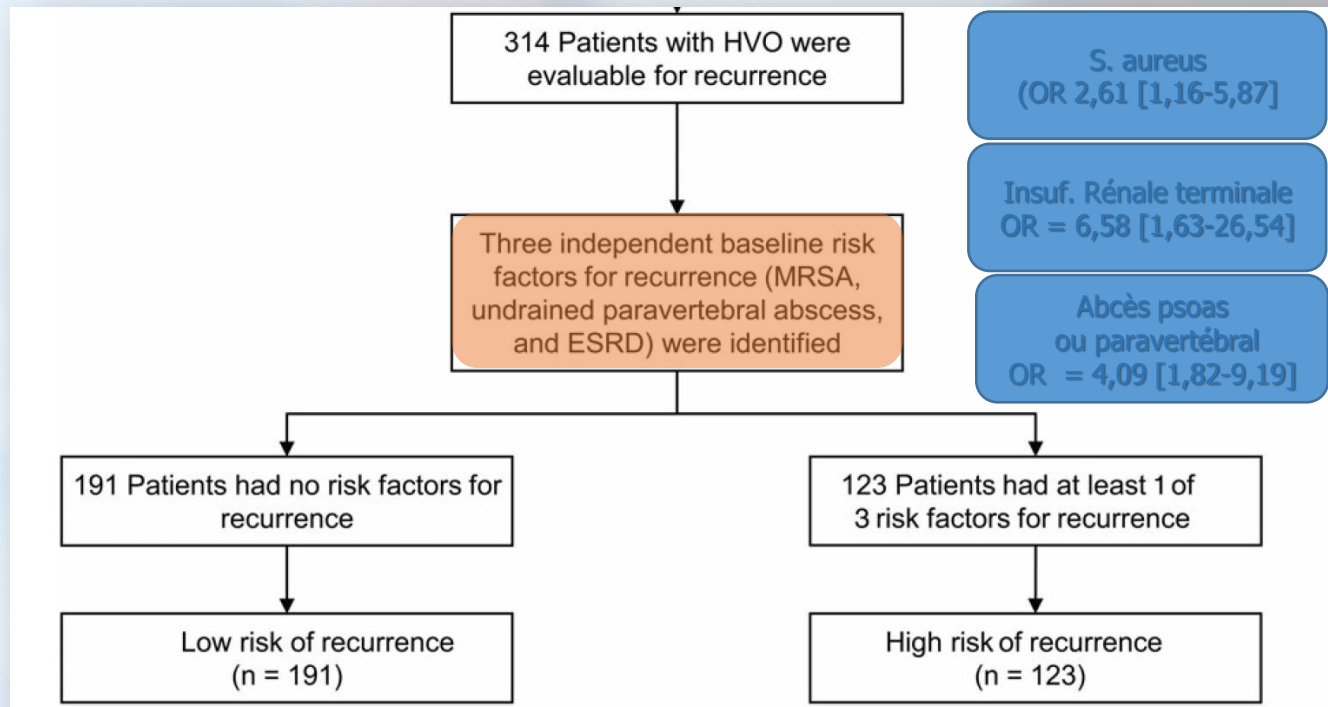 314 Patients with HVO were
evaluable for recurrence
S. aureus
(OR 2,61 [1,16-5,87]
Insuf. Rénale terminale
OR = 6,58 [1,63-26,54]
Abcès psoas
ou paravertébral
OR = 4,09 [1,82-9,19]
Three independent baseline risk
factors for recurrence (MRSA,
undrained paravertebral abscess,
and ESRD) were identified
191 Patients had no risk factors for
recurrence
123 Patients had at least 1 of
3 risk factors for recurrence
Low risk of recurrence
(n = 191)
High risk of recurrence
(n = 123)